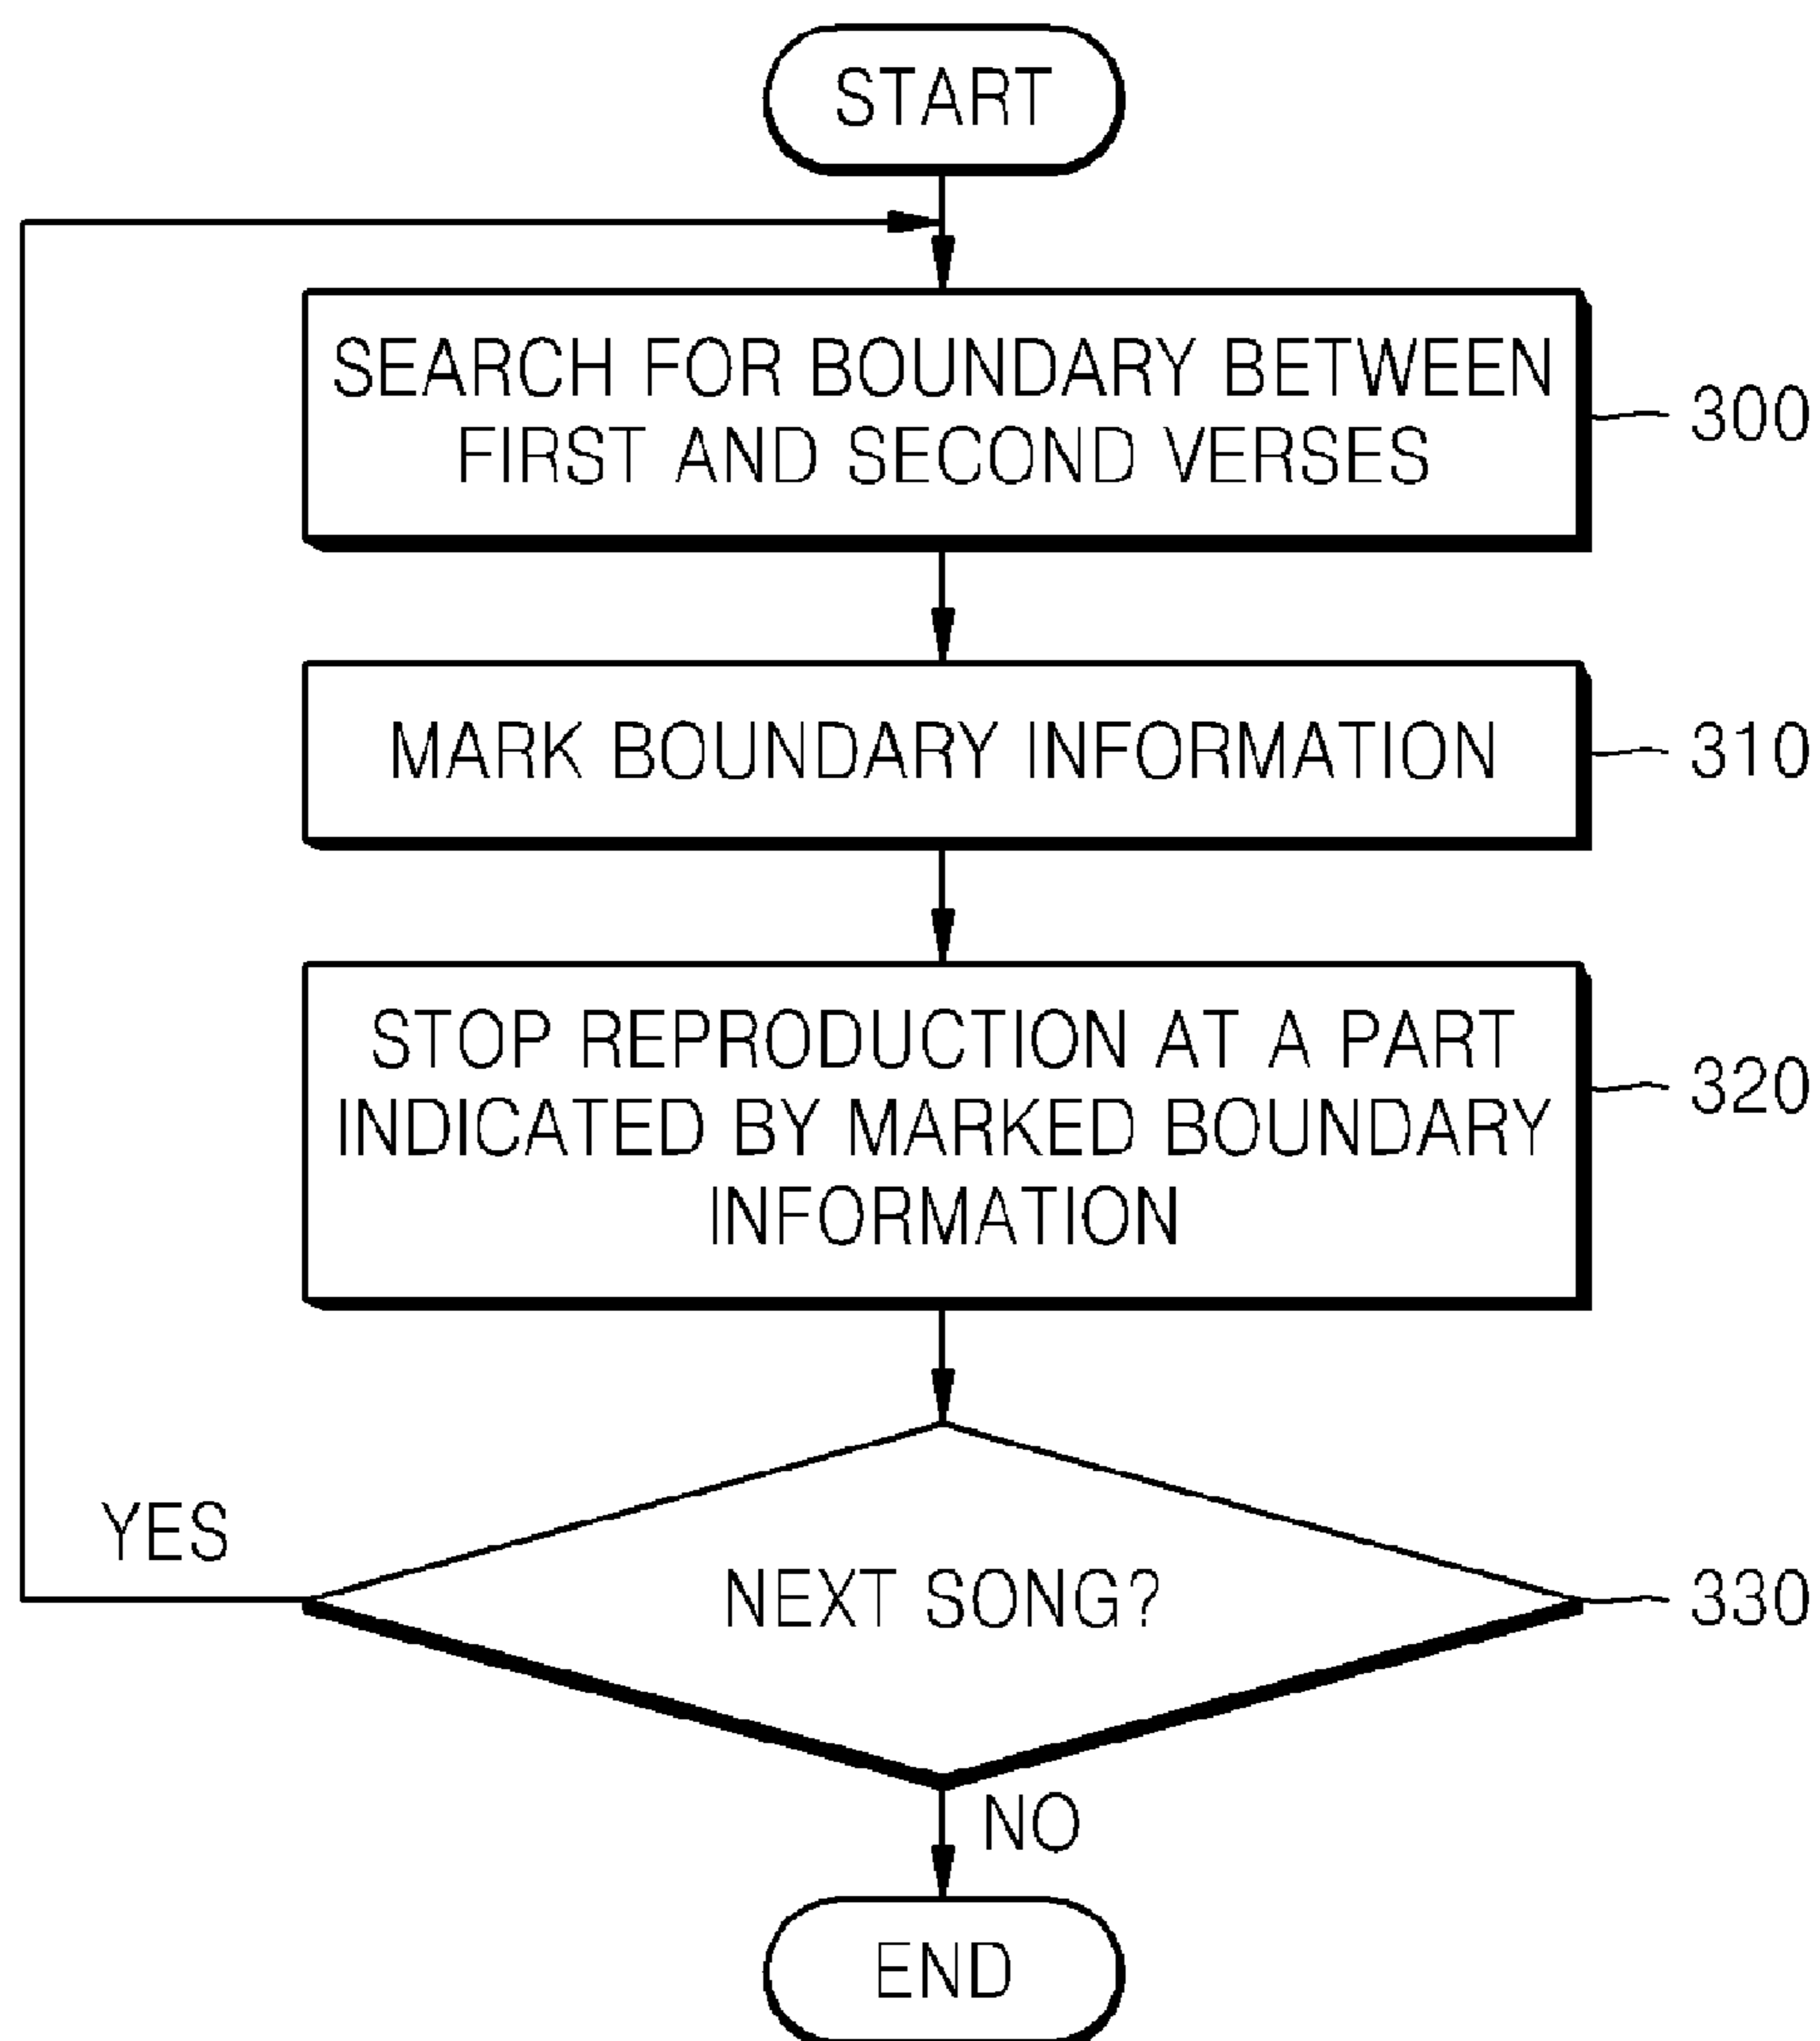 START
SEARCH FOR BOUNDARY BETWEEN
FIRST AND SECOND VERSES
300
MARK BOUNDARY INFORMATION
310
STOP REPRODUCTION AT A PART
INDICATED BY MARKED BOUNDARY
INFORMATION
320
YES
NEXT SONG?
330
NO
END